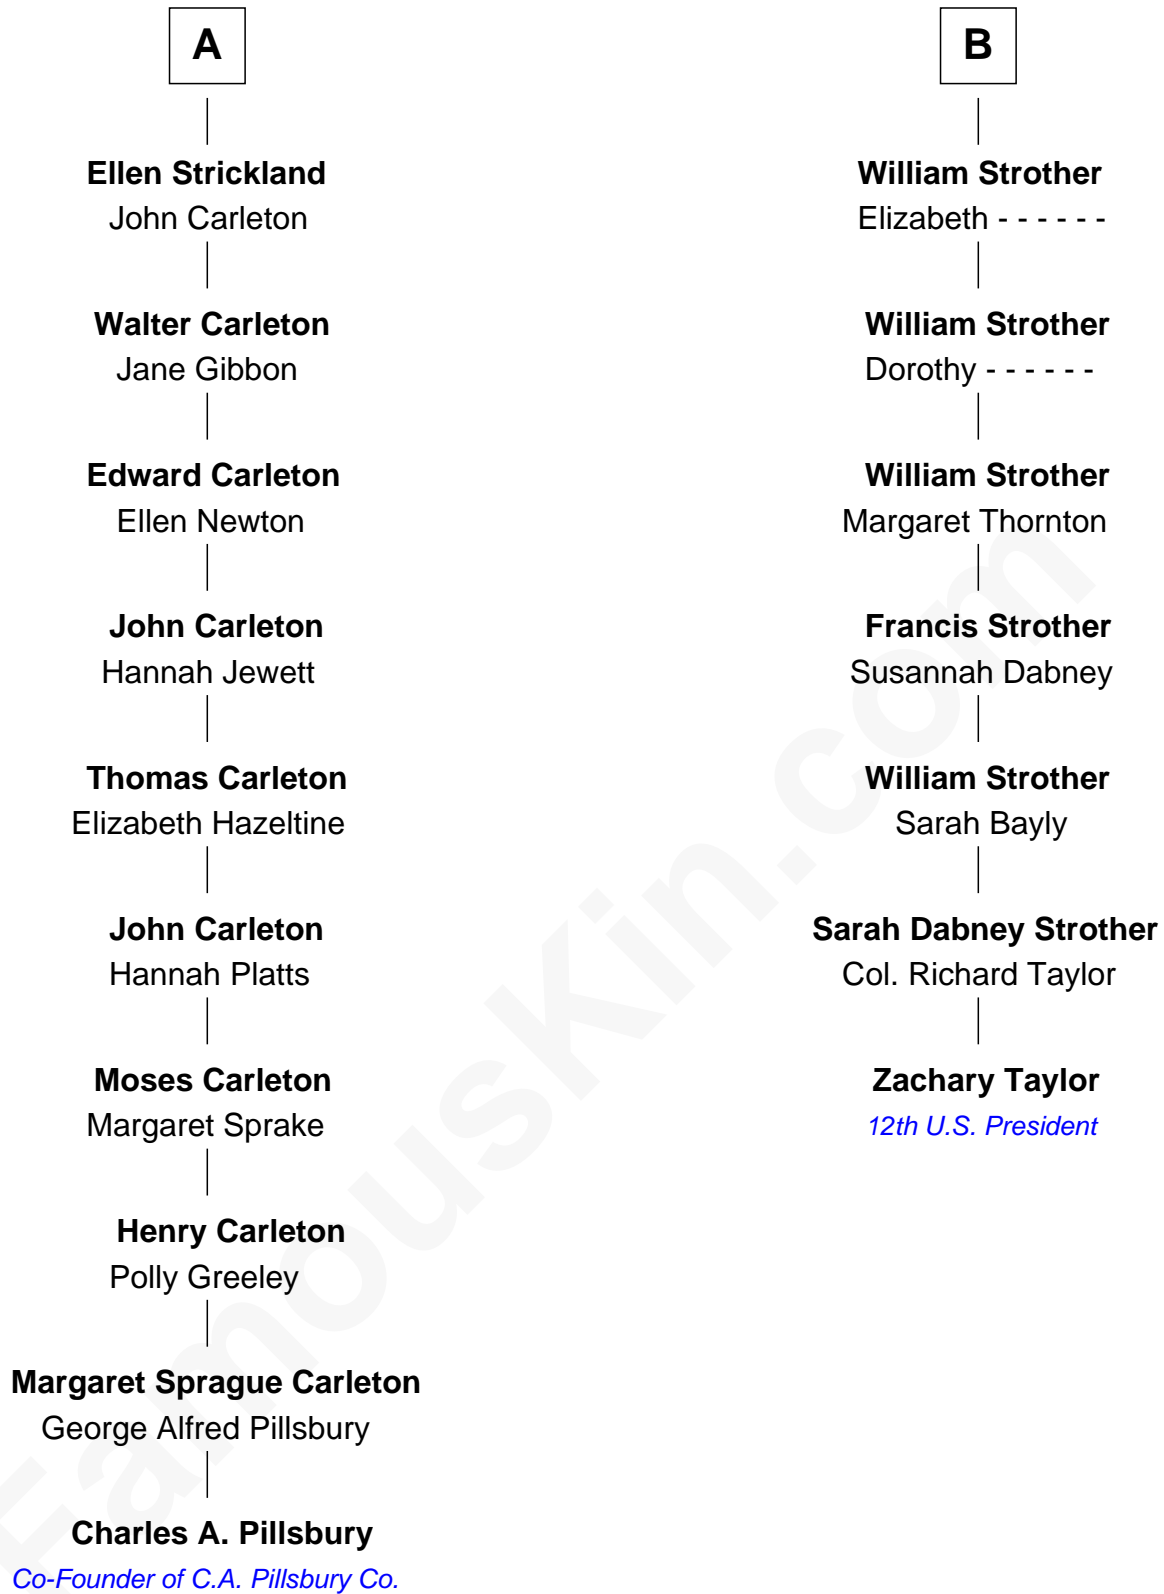 A
Ellen Strickland
John Carleton
Walter Carleton
Jane Gibbon
Edward Carleton
Ellen Newton
John Carleton
Hannah Jewett
Thomas Carleton
Elizabeth Hazeltine
John Carleton
Hannah Platts
Moses Carleton
Margaret Sprake
Henry Carleton
Polly Greeley
Margaret Sprague Carleton
George Alfred Pillsbury
Charles A. Pillsbury
Co-Founder of C.A. Pillsbury Co.
B
William Strother
Elizabeth - - - - - -
William Strother
Dorothy - - - - - -
William Strother
Margaret Thornton
Francis Strother
Susannah Dabney
William Strother
Sarah Bayly
Sarah Dabney Strother
Col. Richard Taylor
Zachary Taylor
12th U.S. President
FamousKin.com